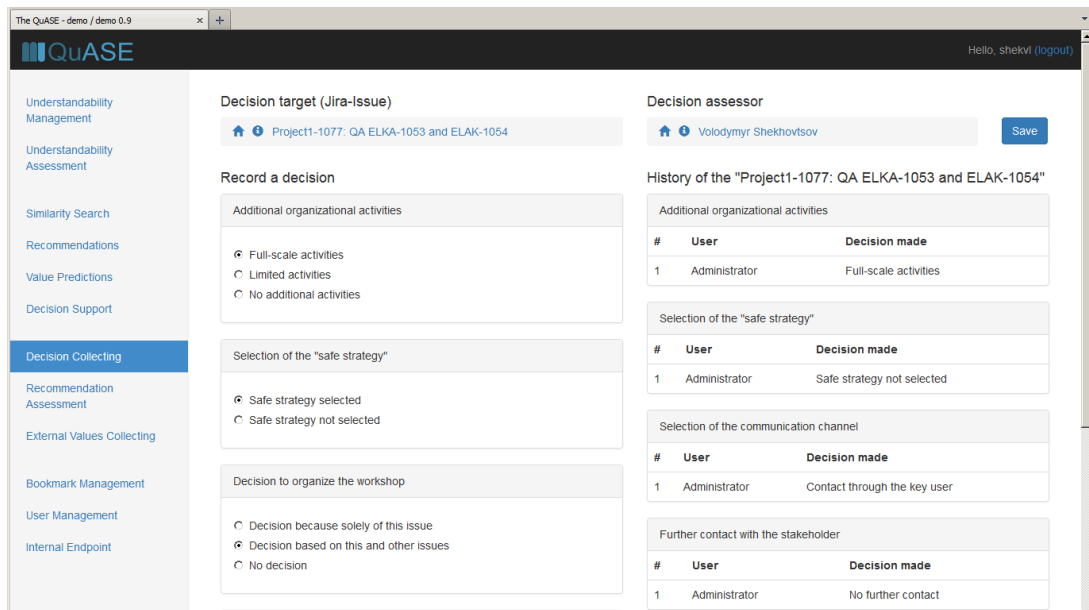 The QuASE - demo / demo 0.9
QuASE
Hello, shekvl (logout)
Understandability
Management
Understandability
Assessment
Similarity Search
Recommendations
Value Predictions
Decision Support
Decision Collecting
Recommendation
Assessment
External Values Collecting
Bookmark Management
User Management
Internal Endpoint
Decision target (Jira-Issue)
Project1-1077: QA ELKA-1053 and ELAK-1054
Record a decision
Additional organizational activities
Full-scale activities
Limited activities
No additional activities
Selection of the "safe strategy"
Safe strategy selected
Safe strategy not selected
Decision to organize the workshop
Decision because solely of this issue
Decision based on this and other issues
No decision
Decision assessor
Volodymyr Shekhovtsov
Save
History of the "Project1-1077: QA ELKA-1053 and ELAK-1054"
Additional organizational activities
# User Decision made
1 Administrator Full-scale activities
Selection of the "safe strategy"
# User Decision made
1 Administrator Safe strategy not selected
Selection of the communication channel
# User Decision made
1 Administrator Contact through the key user
Further contact with the stakeholder
# User Decision made
1 Administrator No further contact